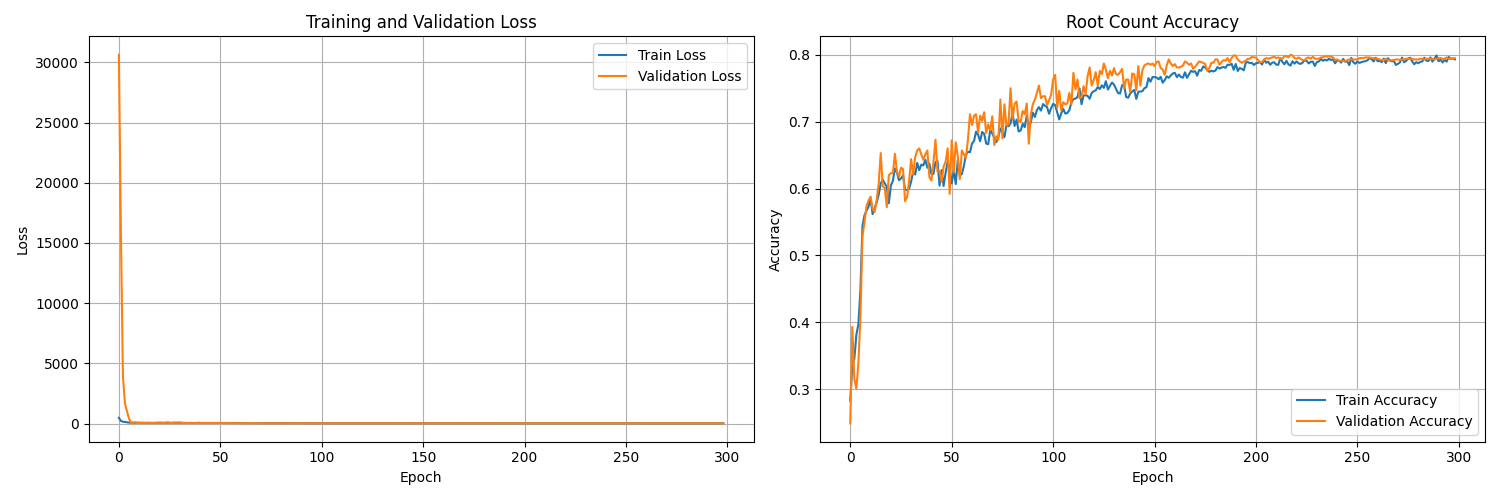 Training and Validation Loss
Train Loss
Validation Loss
30000
25000
20000
15000
10000
5000
0
Loss
0 50 100 150 200 250 300
Epoch
Root Count Accuracy
0.8
0.7
0.6
0.5
0.4
0.3
Accuracy
Train Accuracy
Validation Accuracy
0 50 100 150 200 250 300
Epoch